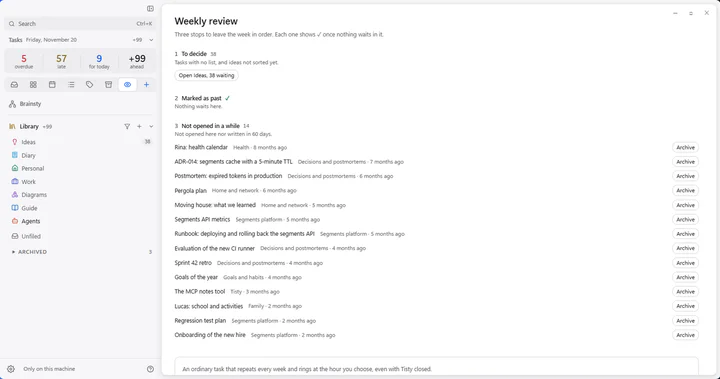 Search Ctrl+K
Tasks Friday, November 20 +99
5 57 9 +99
overdue late for today ahead
Brainsty
Library +99
Ideas 38
Diary
Personal
Work
Diagrams
Guide
Agents
Unfiled
ARCHIVED 3
Only on this machine
Weekly review
Three stops to leave the week in order. Each one shows ✓ once nothing waits in it.
1 To decide 38
Tasks with no list, and ideas not sorted yet.
Open Ideas, 38 waiting
2 Marked as past ✓
Nothing waits here.
3 Not opened in a while 14
Not opened here nor written in 60 days.
Rina: health calendar Health · 8 months ago Archive
ADR-014: segments cache with a 5-minute TTL Decisions and postmortems · 7 months ago Archive
Postmortem: expired tokens in production Decisions and postmortems · 6 months ago Archive
Pergola plan Home and network · 6 months ago Archive
Moving house: what we learned Home and network · 5 months ago Archive
Segments API metrics Segments platform · 5 months ago Archive
Runbook: deploying and rolling back the segments API Segments platform · 5 months ago Archive
Evaluation of the new CI runner Decisions and postmortems · 4 months ago Archive
Sprint 42 retro Decisions and postmortems · 4 months ago Archive
Goals of the year Goals and habits · 4 months ago Archive
The MCP notes tool Tisty · 3 months ago Archive
Lucas: school and activities Family · 2 months ago Archive
Regression test plan Segments platform · 2 months ago Archive
Onboarding of the new hire Segments platform · 2 months ago Archive
An ordinary task that repeats every week and rings at the hour you choose, even with Tisty closed.